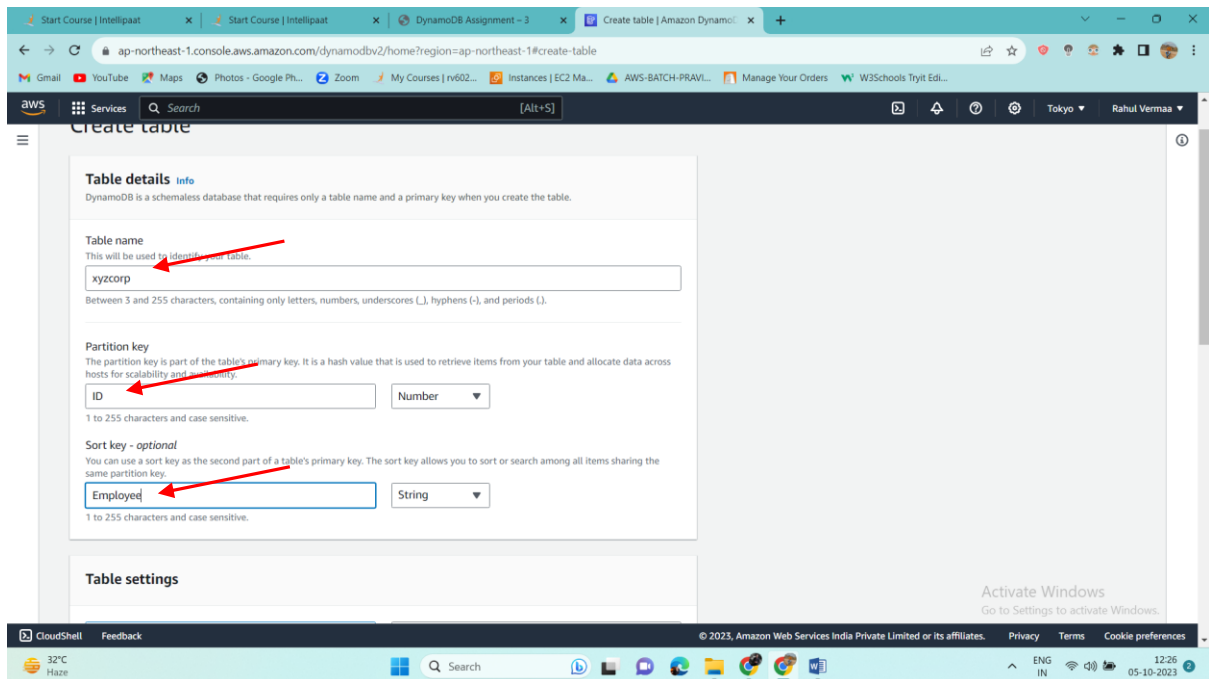 Start Course | Intellipaat
Start Course | Intellipaat
DynamoDB Assignment – 3
Create table | Amazon DynamoD
ap-northeast-1.console.aws.amazon.com/dynamodbv2/home?region=ap-northeast-1#create-table
Gmail
YouTube
Maps
Photos - Google Ph...
Zoom
My Courses | rv602...
Instances | EC2 Ma...
AWS-BATCH-PRAVI...
Manage Your Orders
W3Schools Tryit Edi...
aws
Services
Search
[Alt+S]
Tokyo
Rahul Vermaa
Create table
Table details Info
DynamoDB is a schemaless database that requires only a table name and a primary key when you create the table.
Table name
This will be used to identify your table.
xyzcorp
Between 3 and 255 characters, containing only letters, numbers, underscores (_), hyphens (-), and periods (.).
Partition key
The partition key is part of the table's primary key. It is a hash value that is used to retrieve items from your table and allocate data across
hosts for scalability and availability.
ID
Number
1 to 255 characters and case sensitive.
Sort key - optional
You can use a sort key as the second part of a table's primary key. The sort key allows you to sort or search among all items sharing the
same partition key.
Employee
String
1 to 255 characters and case sensitive.
Table settings
Activate Windows
Go to Settings to activate Windows.
CloudShell
Feedback
© 2023, Amazon Web Services India Private Limited or its affiliates.
Privacy
Terms
Cookie preferences
32°C
Haze
Search
ENG
IN
12:26
05-10-2023
2